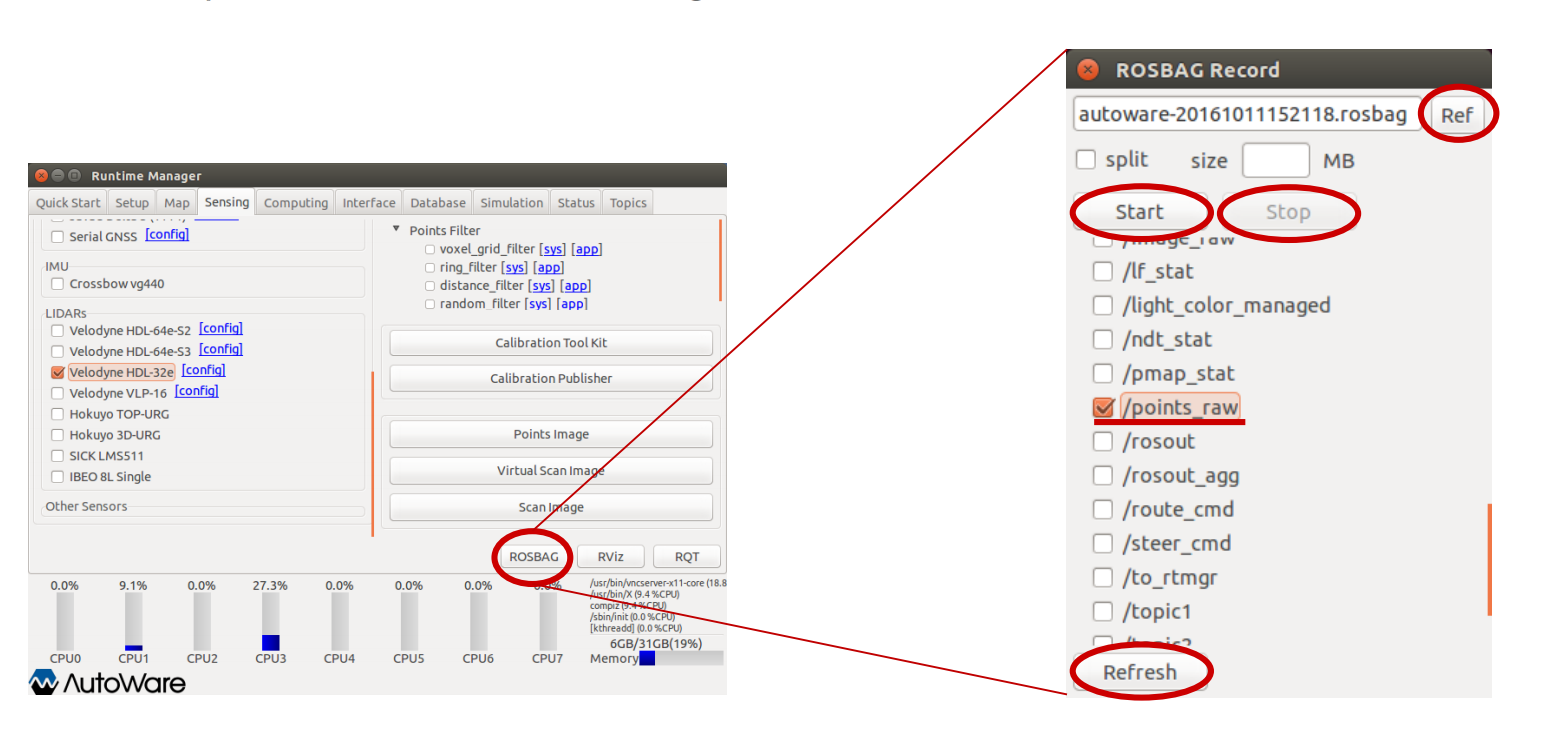 Runtime Manager
Quick Start Setup Map Sensing Computing Interface Database Simulation Status Topics
Serial GNSS [config]
IMU
Crossbow vg440
LIDARs
Velodyne HDL-64e-S2 [config]
Velodyne HDL-64e-S3 [config]
Velodyne HDL-32e [config]
Velodyne VLP-16 [config]
Hokuyo TOP-URG
Hokuyo 3D-URG
SICK LMS511
IBEO 8L Single
Other Sensors
Points Filter
voxel_grid_filter [sys] [app]
ring_filter [sys] [app]
distance_filter [sys] [app]
random_filter [sys] [app]
Calibration Tool Kit
Calibration Publisher
Points Image
Virtual Scan Image
Scan Image
ROSBAG RViz RQT
0.0% 9.1% 0.0% 27.3% 0.0% 0.0% 0.0% 0.0%
CPU0 CPU1 CPU2 CPU3 CPU4 CPU5 CPU6 CPU7
/usr/bin/vncserver-x11-core (18.8
/usr/bin/X (9.4 %CPU)
compiz (9.4 %CPU)
/sbin/init (0.0 %CPU)
[kthreadd] (0.0 %CPU)
6GB/31GB(19%)
Memory
AutoWare
ROSBAG Record
autoware-20161011152118.rosbag Ref
split size MB
Start Stop
/image_raw
/lf_stat
/light_color_managed
/ndt_stat
/pmap_stat
/points_raw
/rosout
/rosout_agg
/route_cmd
/steer_cmd
/to_rtmgr
/topic1
/topic2
Refresh